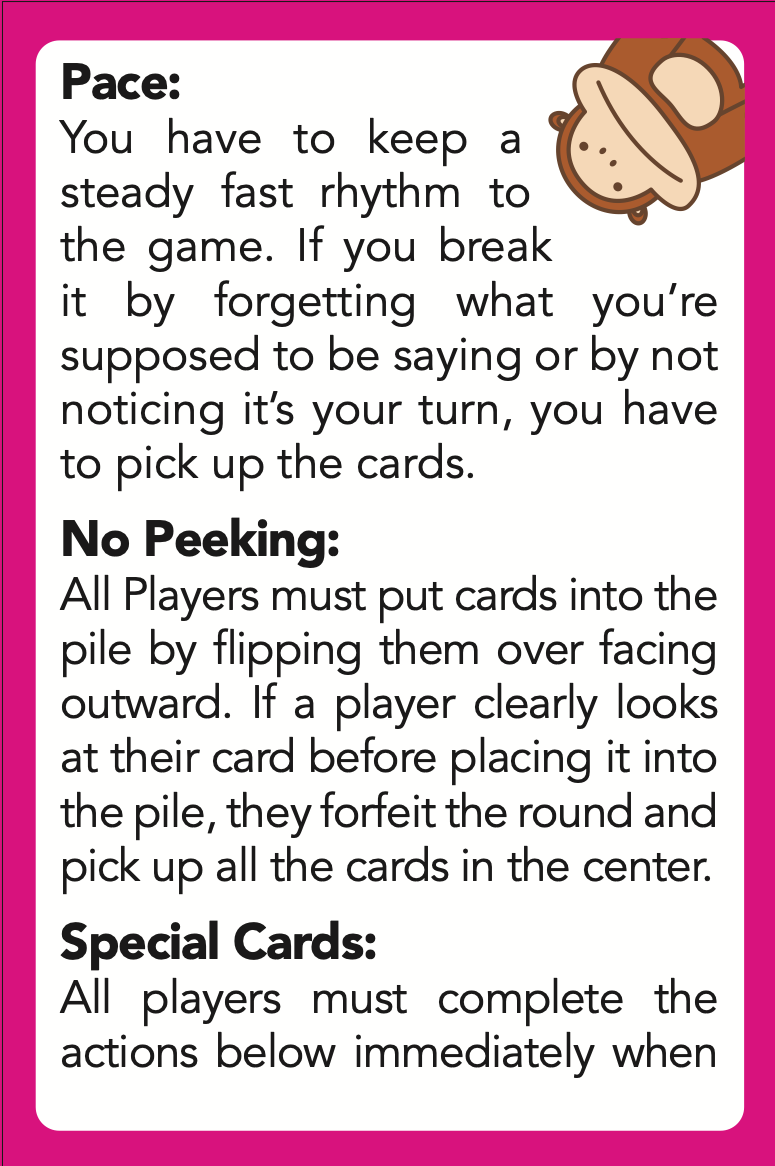 Pace:
You have to keep a
steady fast rhythm to
the game. If you break
it by forgetting what you’re
supposed to be saying or by not
noticing it’s your turn, you have
to pick up the cards.
No Peeking:
All Players must put cards into the
pile by flipping them over facing
outward. If a player clearly looks
at their card before placing it into
the pile, they forfeit the round and
pick up all the cards in the center.
Special Cards:
All players must complete the
actions below immediately when